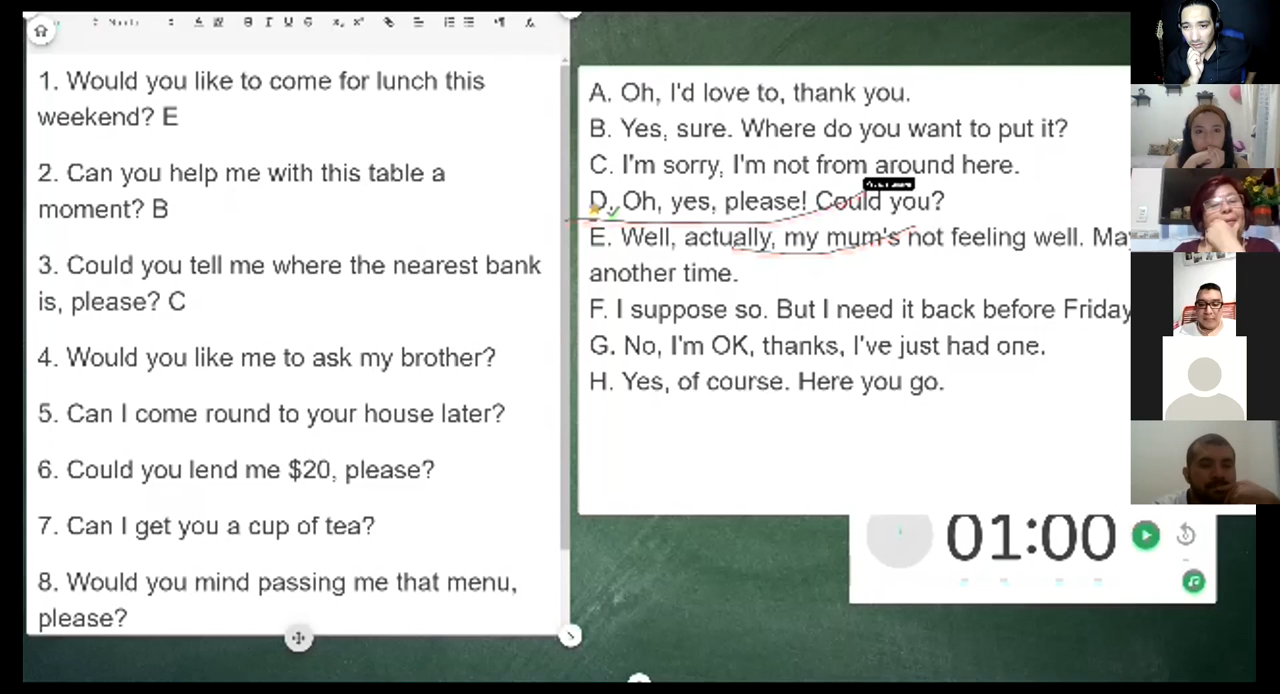 1. Would you like to come for lunch this
weekend? E
2. Can you help me with this table a
moment? B
3. Could you tell me where the nearest bank
is, please? C
4. Would you like me to ask my brother?
5. Can I come round to your house later?
6. Could you lend me $20, please?
7. Can I get you a cup of tea?
8. Would you mind passing me that menu,
please?
A. Oh, I'd love to, thank you.
B. Yes, sure. Where do you want to put it?
C. I'm sorry, I'm not from around here.
D. Oh, yes, please! Could you?
E. Well, actually, my mum's not feeling well. Ma
another time.
F. I suppose so. But I need it back before Friday
G. No, I'm OK, thanks, I've just had one.
H. Yes, of course. Here you go.
01:00